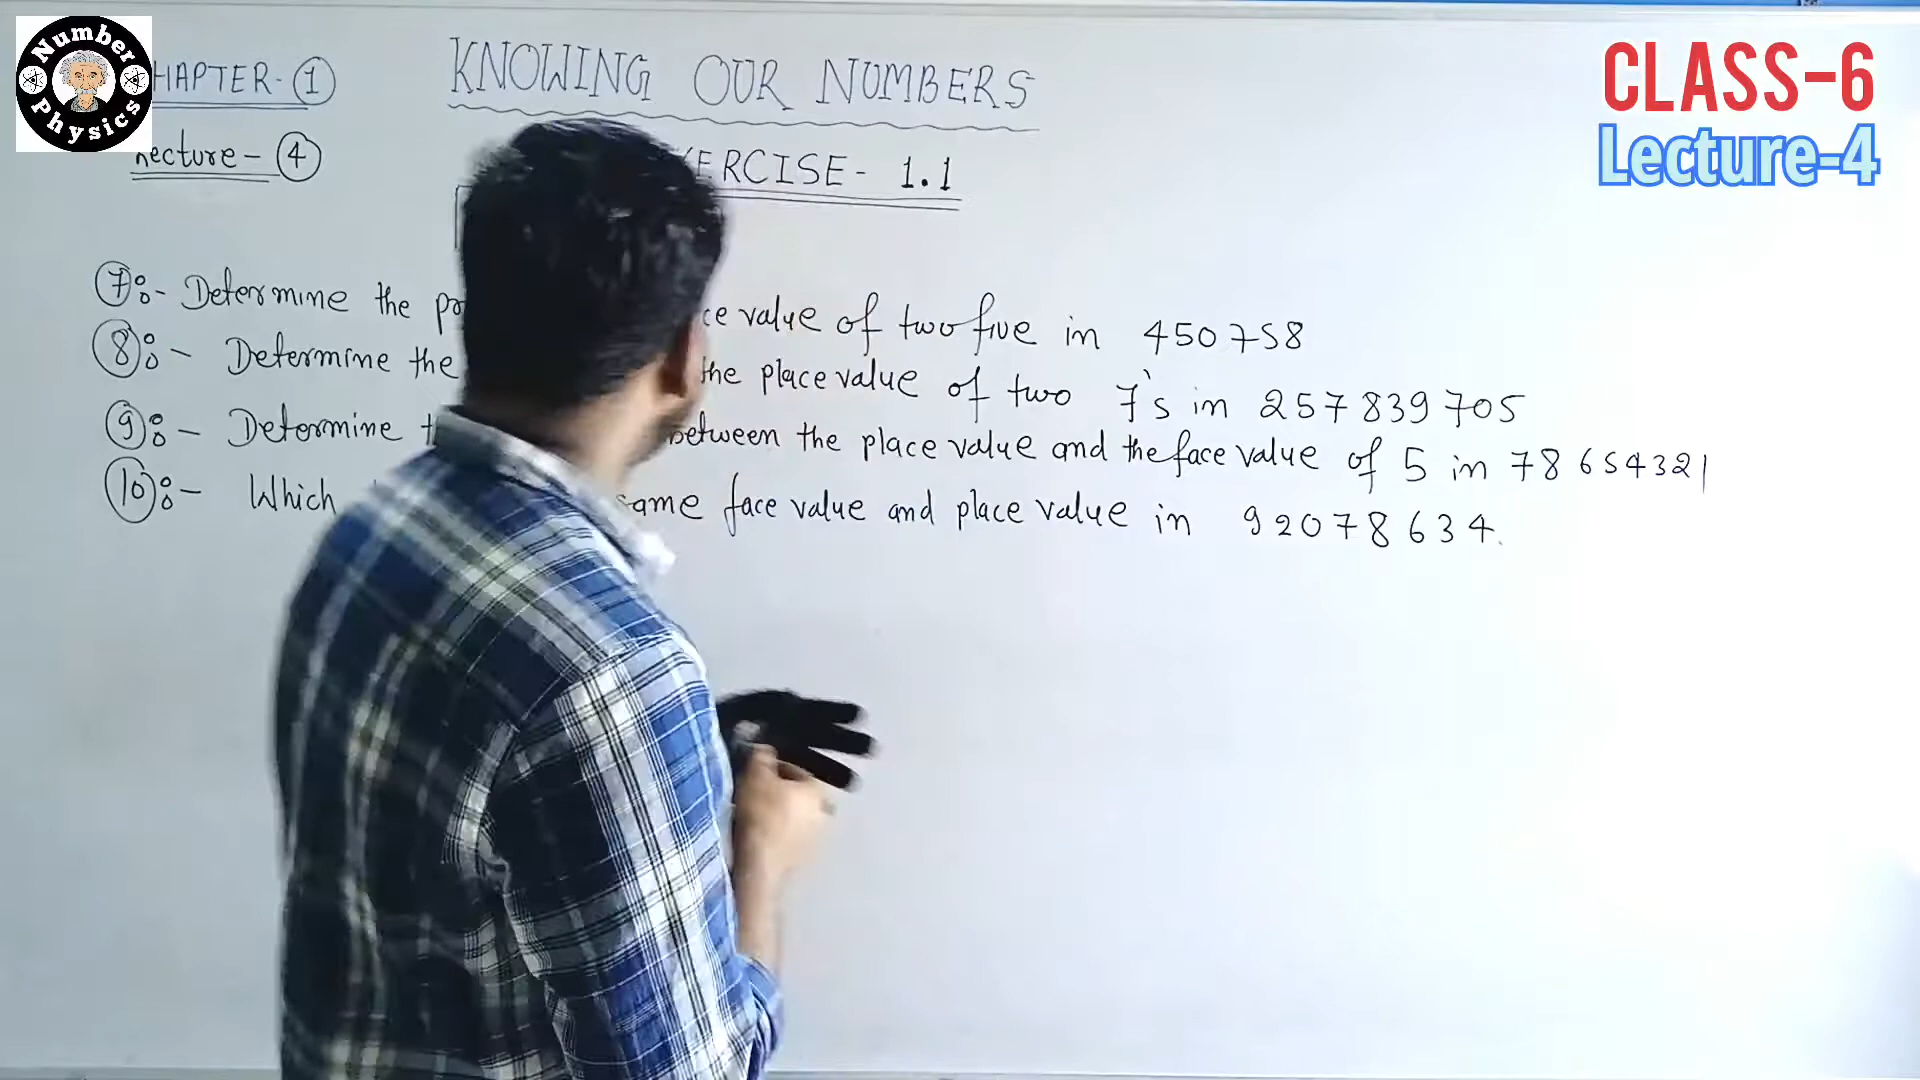 Number Physics
HAPTER- 1
KNOWING OUR NUMBERS
CLASS-6
Lecture-4
Lecture - 4
ERCISE - 1.1
7:- Determine the value of two five in 450758
8:- Determine the the place value of two 7's in 257839705
9:- Determine between the place value and the face value of 5 in 78654321
10:- Which same face value and place value in 92078634.